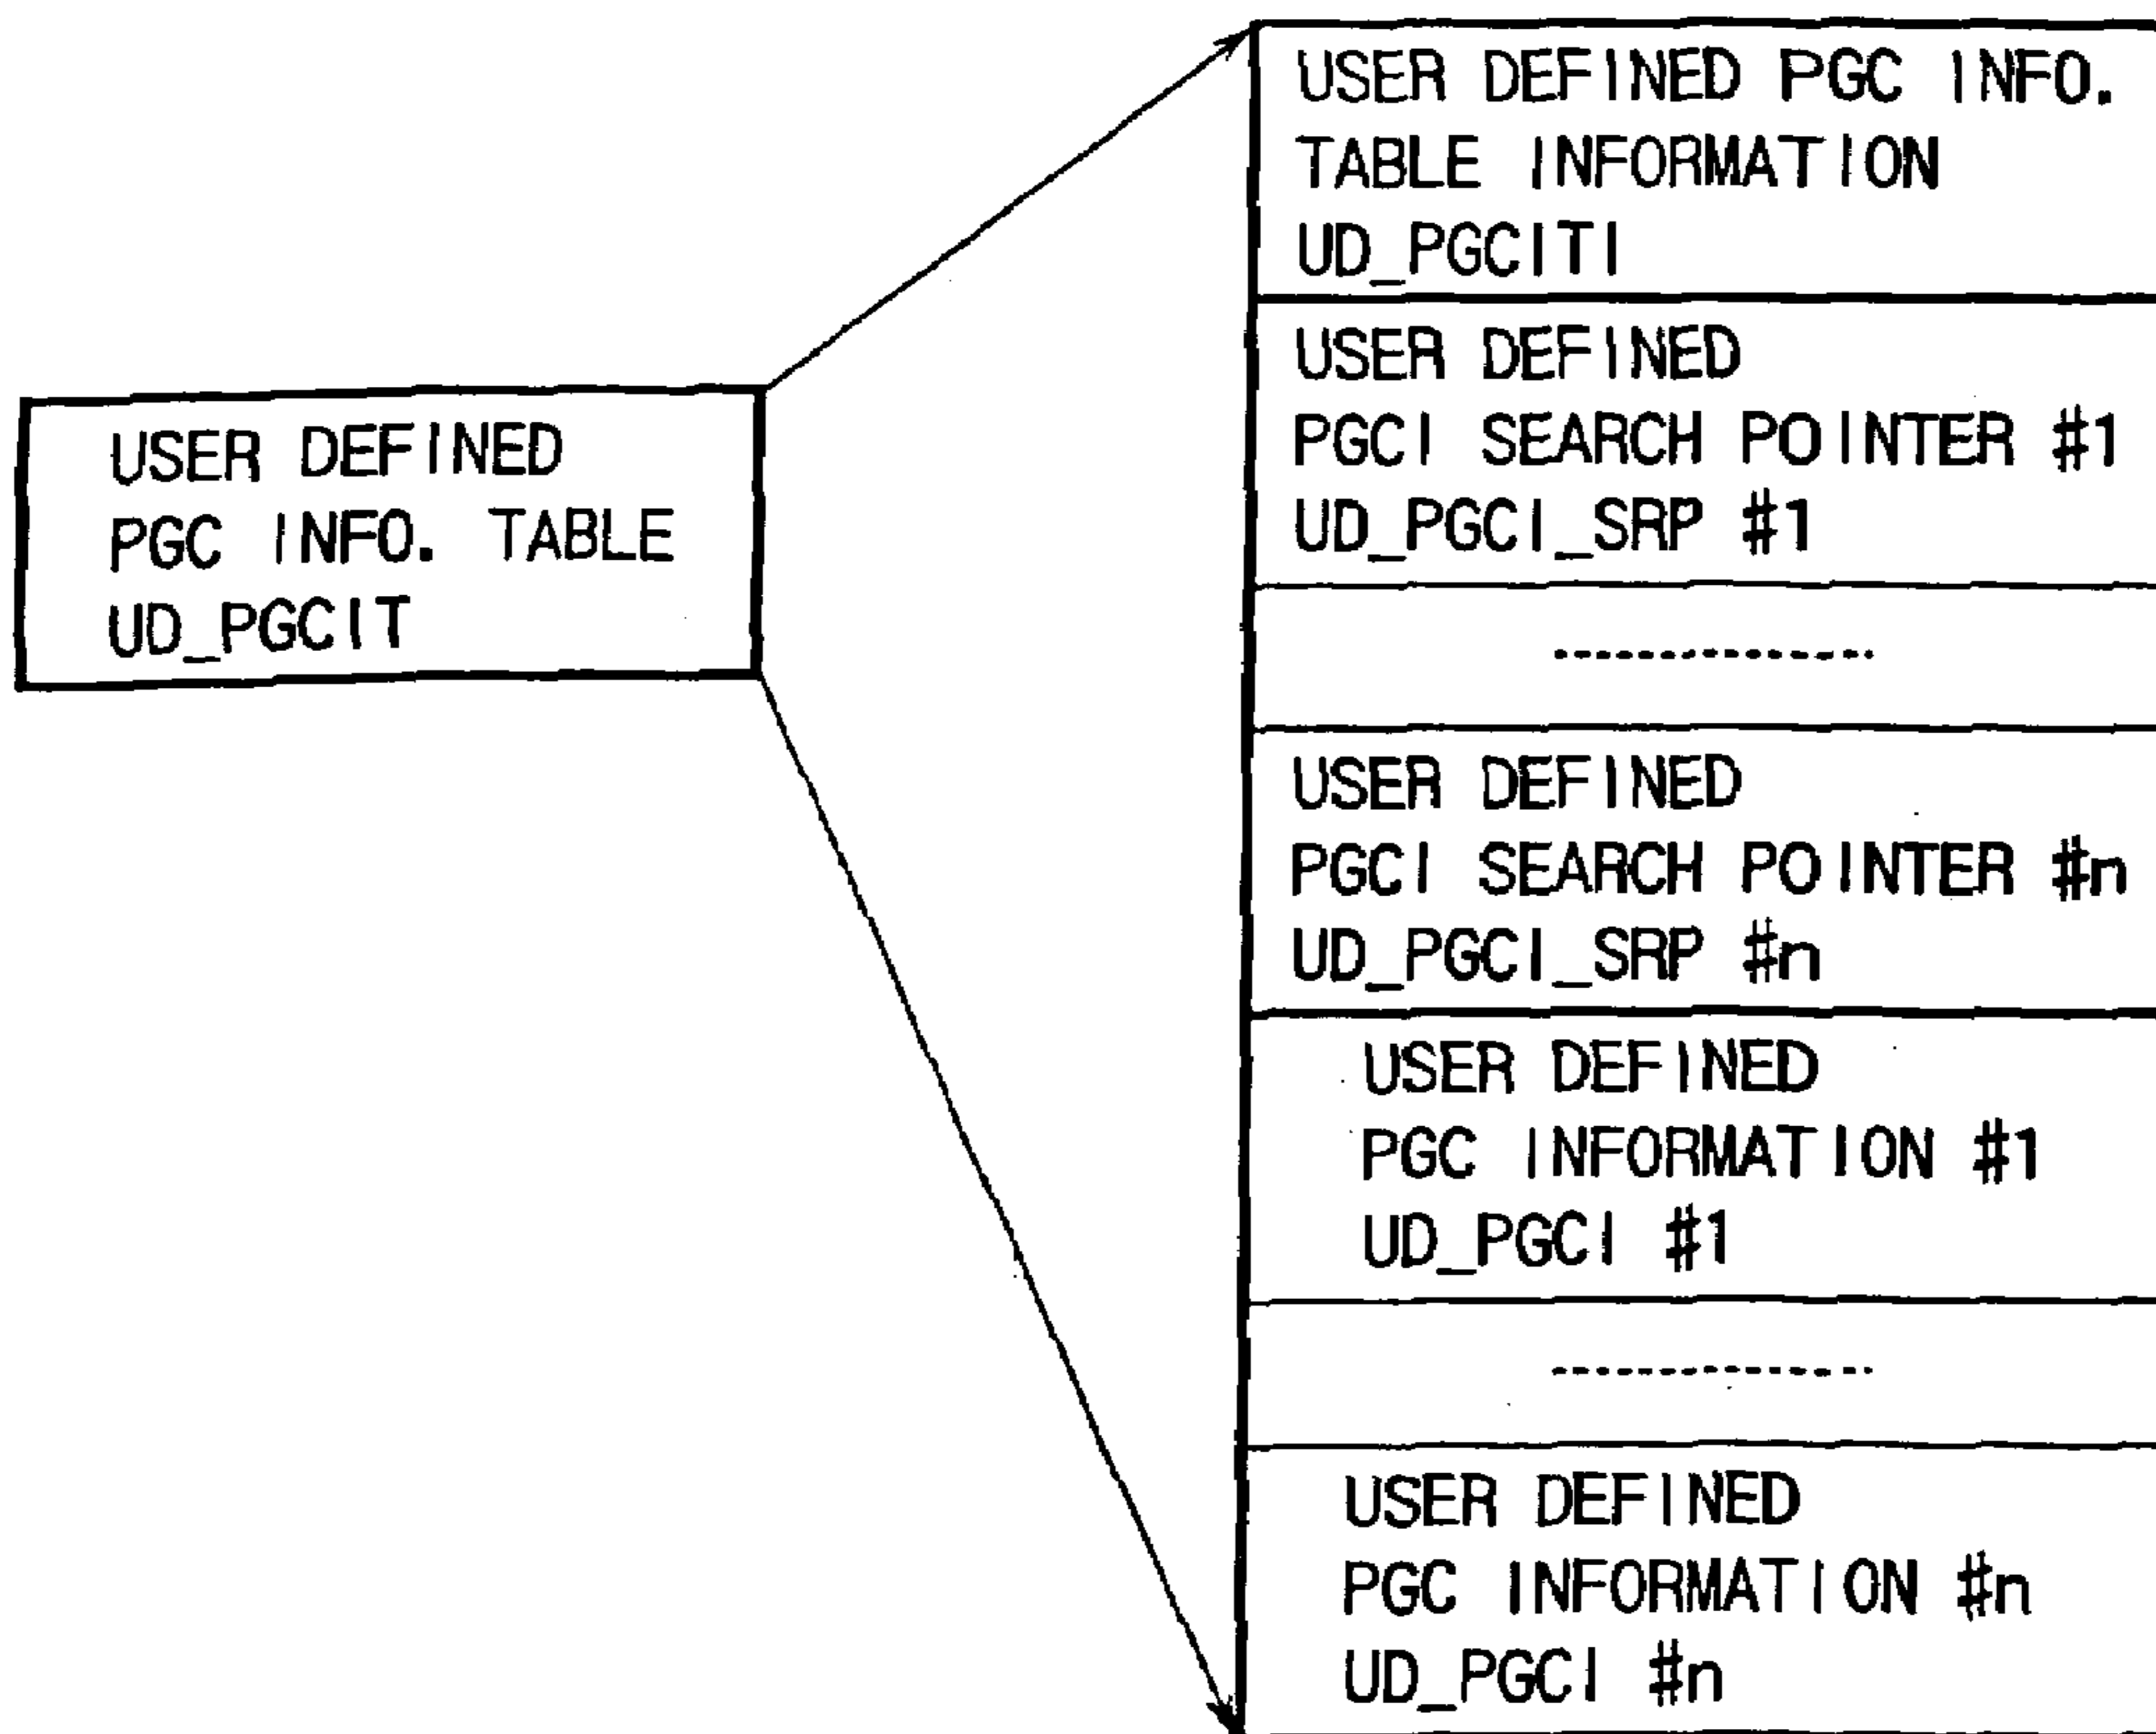 USER DEFINED
PGC INFO. TABLE
UD_PGCIT
USER DEFINED PGC INFO.
TABLE INFORMATION
UD_PGCITI
USER DEFINED
PGCI SEARCH POINTER #1
UD_PGCI_SRP #1
USER DEFINED
PGCI SEARCH POINTER #n
UD_PGCI_SRP #n
USER DEFINED
PGC INFORMATION #1
UD_PGCI #1
USER DEFINED
PGC INFORMATION #n
UD_PGCI #n